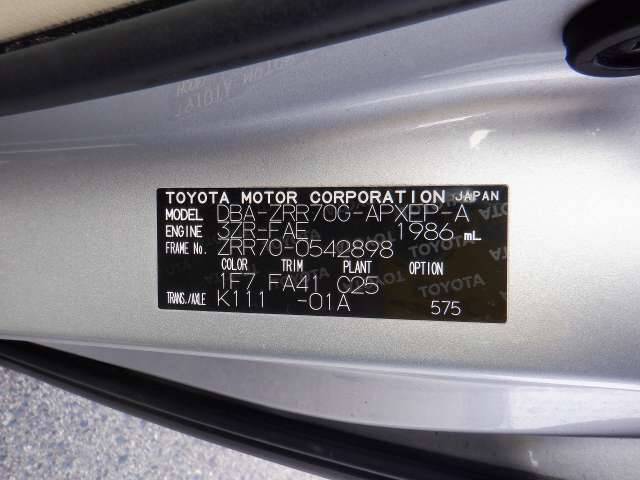 TOYOTA MOTOR CORPORATION JAPAN
MODEL DBA-ZRR70G-APXEP-A
ENGINE 3ZR-FAE 1986 mL
FRAME No. ZRR70-0542898
COLOR TRIM PLANT OPTION
1F7 FA41 C25
TRANS./AXLE K111 -01A 575